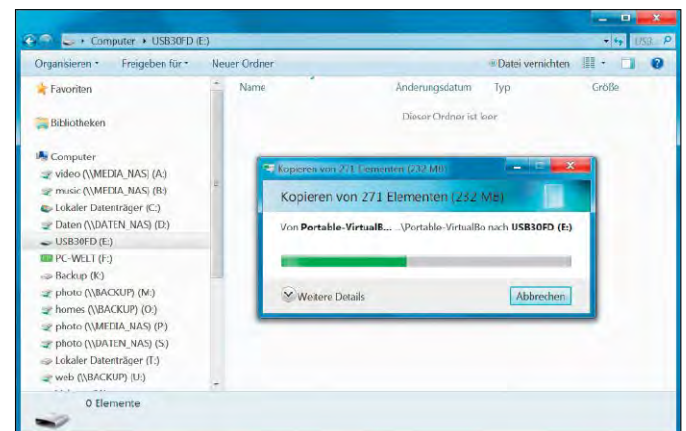 Computer ▸ USB30FD (E:)
Organisieren Freigeben für Neuer Ordner Datei vernichten
Name Änderungsdatum Typ Größe
Dieser Ordner ist leer
Favoriten
Bibliotheken
Computer
video (\\MEDIA_NAS) (A:)
music (\\MEDIA_NAS) (B:)
Lokaler Datenträger (C:)
Daten (\\DATEN_NAS) (D:)
USB30FD (E:)
PC-WELT (F:)
Backup (K:)
photo (\\BACKUP) (M:)
homes (\\BACKUP) (O:)
photo (\\MEDIA_NAS) (P:)
photo (\\DATEN_NAS) (S:)
Lokaler Datenträger (T:)
web (\\BACKUP) (U:)
Kopieren von 271 Elementen (232 MB)
Kopieren von 271 Elementen (232 MB)
Von Portable-VirtualB... ...\Portable-VirtualBo nach USB30FD (E:)
Weitere Details
Abbrechen
0 Elemente